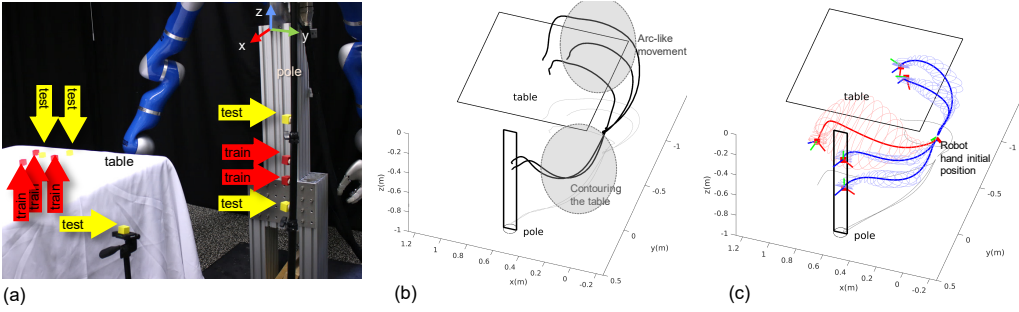 z
x
y
pole
test
test
test
train
train
test
table
train
train
train
test
(a)
Arc-like
movement
table
0
-0.2
-0.4
-0.6
-0.8
-1
z(m)
Contouring
the table
pole
1.2
1
0.8
0.6
0.4
0.2
0
-0.2
x(m)
0.5
0
-1
y(m)
(b)
table
0
-0.2
-0.4
-0.6
-0.8
-1
z(m)
Robot
hand initial
position
pole
1.2
1
0.8
0.6
0.4
0.2
0
-0.2
x(m)
0.5
0
-1
y(m)
(c)